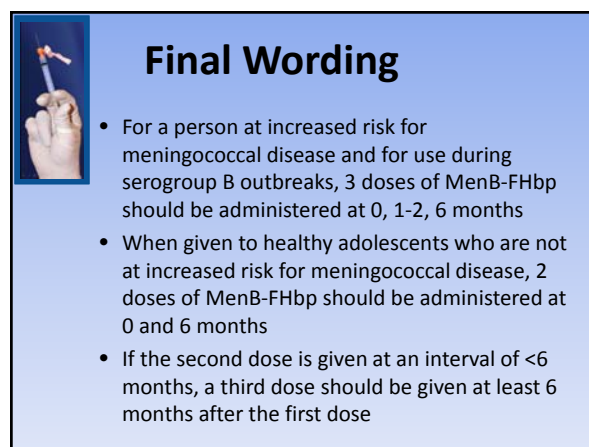 Final Wording
• For a person at increased risk for
meningococcal disease and for use during
serogroup B outbreaks, 3 doses of MenB-FHbp
should be administered at 0, 1-2, 6 months
• When given to healthy adolescents who are not
at increased risk for meningococcal disease, 2
doses of MenB-FHbp should be administered at
0 and 6 months
• If the second dose is given at an interval of <6
months, a third dose should be given at least 6
months after the first dose